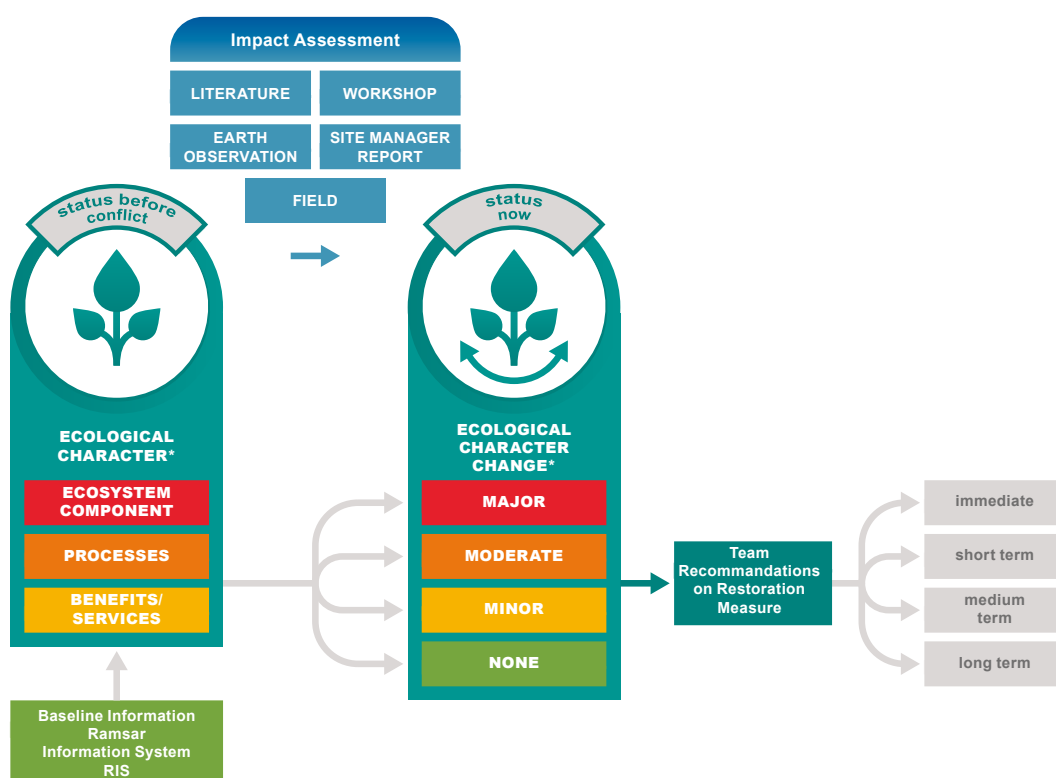 Impact Assessment
LITERATURE
WORKSHOP
EARTH
OBSERVATION
SITE MANAGER
REPORT
FIELD
status before
conflict
status
now
ECOLOGICAL
CHARACTER*
ECOSYSTEM
COMPONENT
PROCESSES
BENEFITS/
SERVICES
Baseline Information
Ramsar
Information System
RIS
ECOLOGICAL
CHARACTER
CHANGE*
MAJOR
MODERATE
MINOR
NONE
Team
Recommandations
on Restoration
Measure
immediate
short term
medium
term
long term